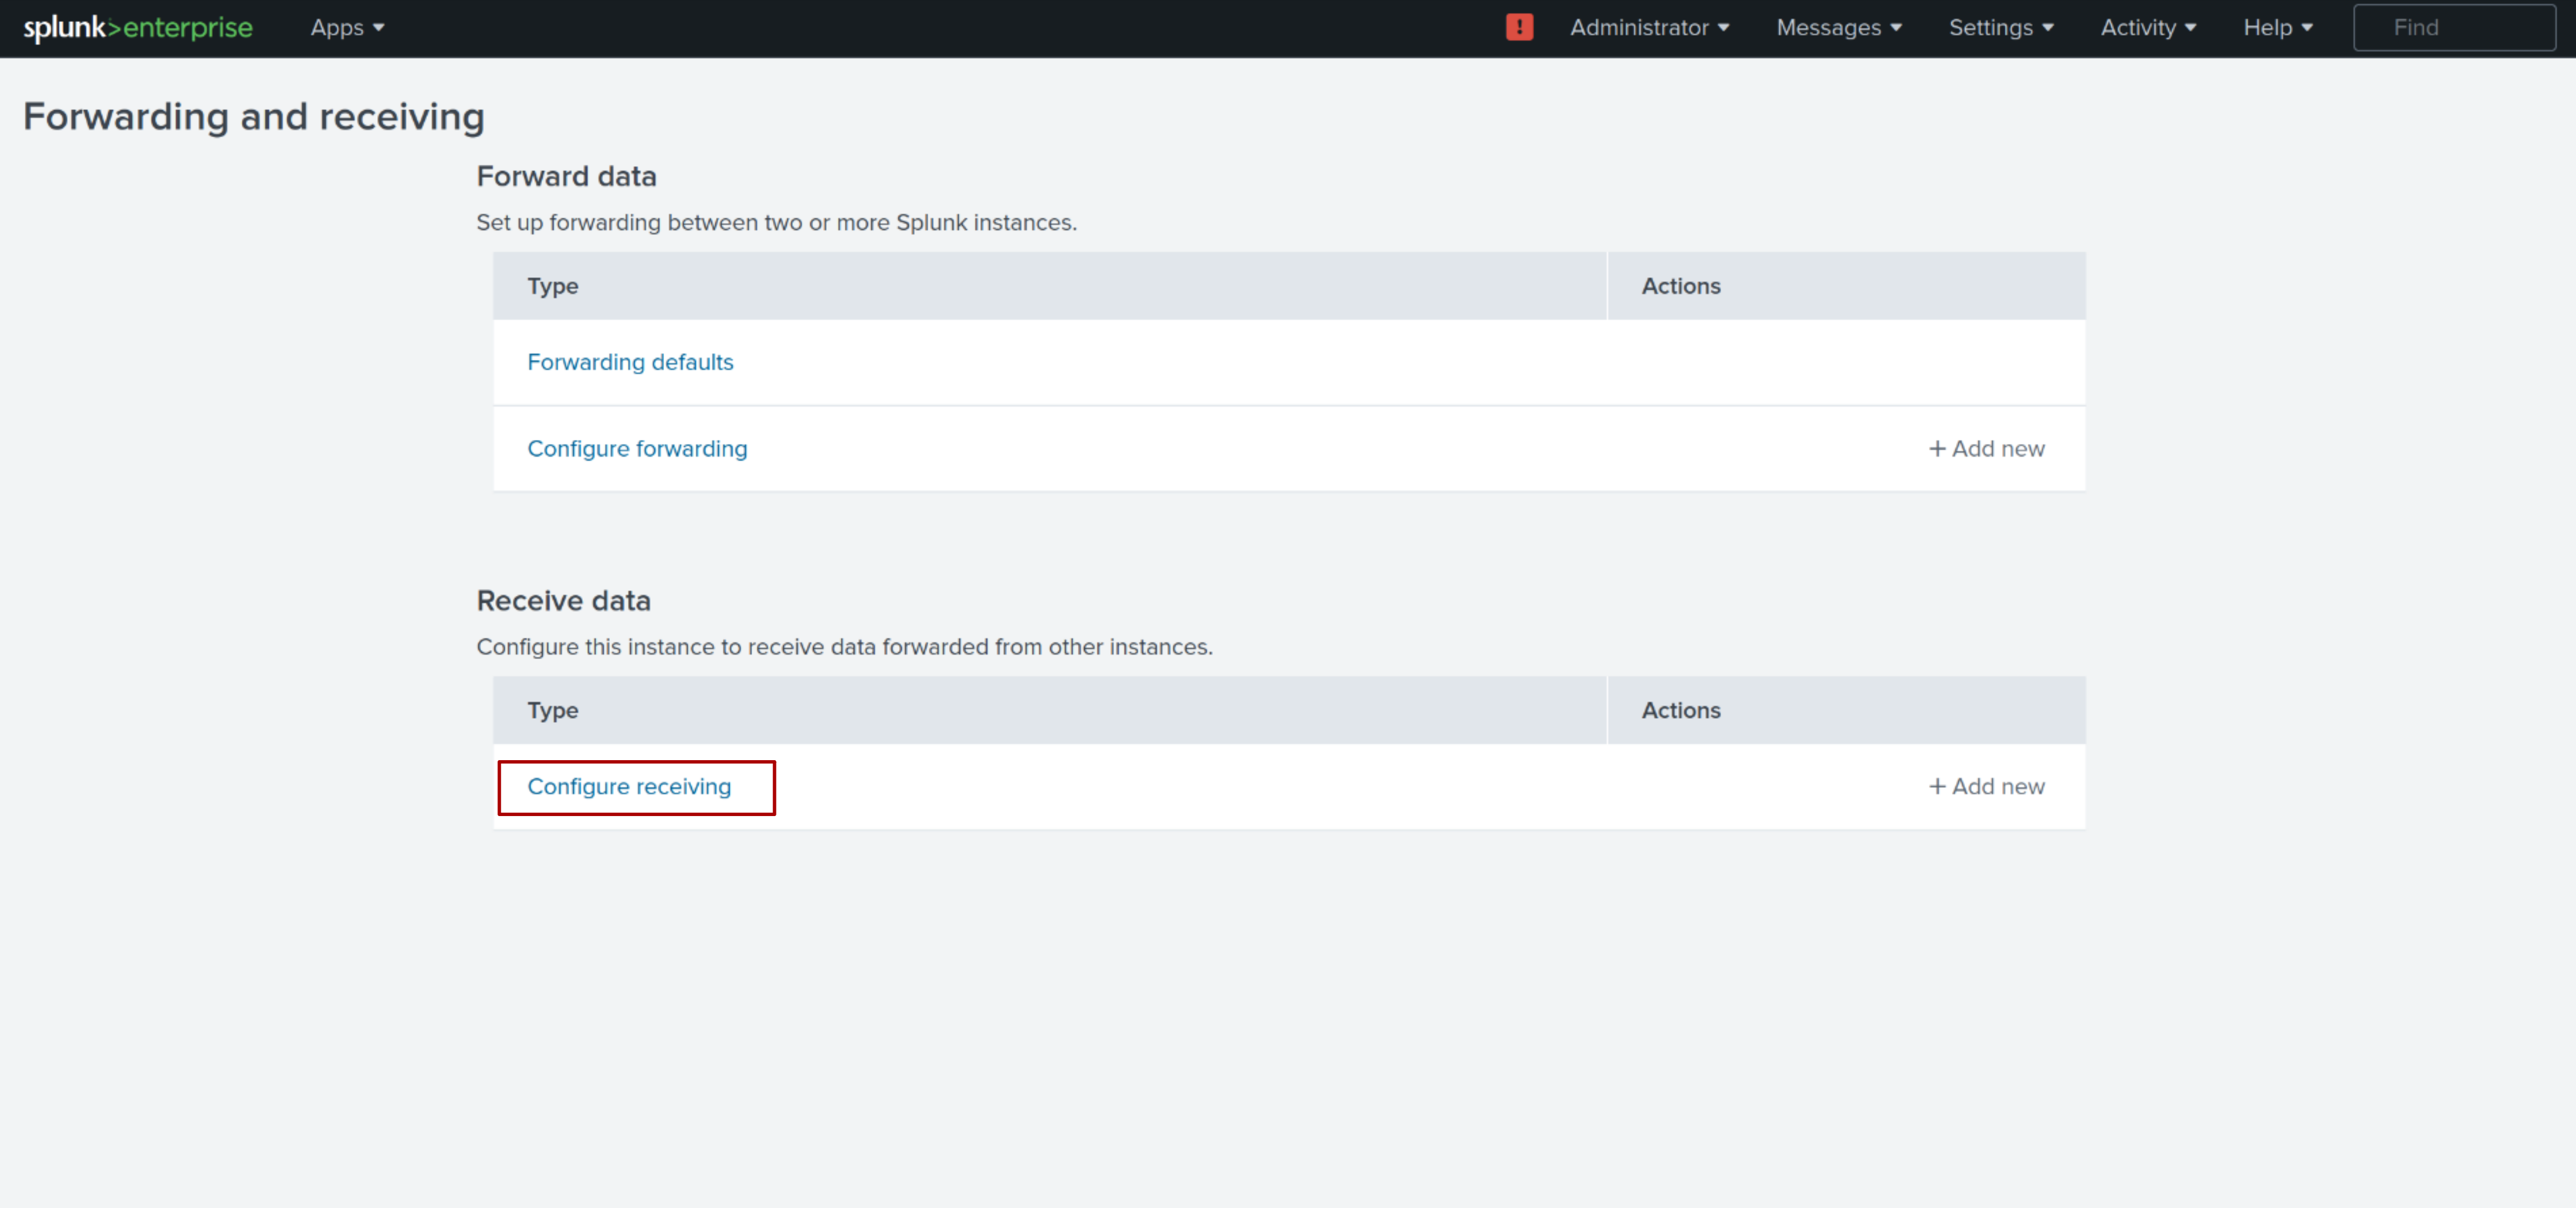 splunk>enterprise Apps Administrator Messages Settings Activity Help Find
Forwarding and receiving
Forward data
Set up forwarding between two or more Splunk instances.
Type Actions
Forwarding defaults
Configure forwarding + Add new
Receive data
Configure this instance to receive data forwarded from other instances.
Type Actions
Configure receiving + Add new